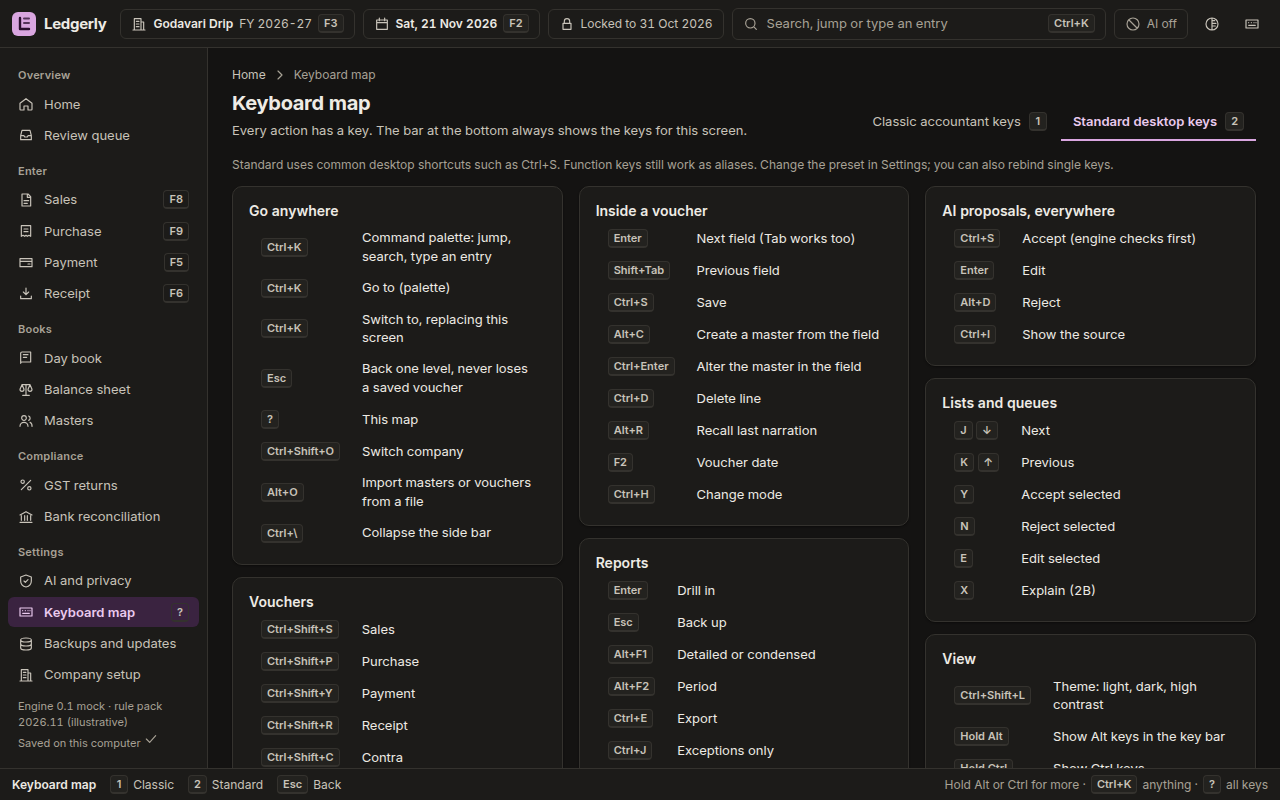 Ledgerly
Godavari Drip FY 2026-27 F3
Sat, 21 Nov 2026 F2
Locked to 31 Oct 2026
Search, jump or type an entry Ctrl+K
AI off
Overview
Home
Review queue
Enter
Sales F8
Purchase F9
Payment F5
Receipt F6
Books
Day book
Balance sheet
Masters
Compliance
GST returns
Bank reconciliation
Settings
AI and privacy
Keyboard map ?
Backups and updates
Company setup
Engine 0.1 mock · rule pack
2026.11 (illustrative)
Saved on this computer
Home > Keyboard map
Keyboard map
Every action has a key. The bar at the bottom always shows the keys for this screen.
Classic accountant keys 1
Standard desktop keys 2
Standard uses common desktop shortcuts such as Ctrl+S. Function keys still work as aliases. Change the preset in Settings; you can also rebind single keys.
Go anywhere
Ctrl+K Command palette: jump,
search, type an entry
Ctrl+K Go to (palette)
Ctrl+K Switch to, replacing this
screen
Esc Back one level, never loses
a saved voucher
? This map
Ctrl+Shift+O Switch company
Alt+O Import masters or vouchers
from a file
Ctrl+\ Collapse the side bar
Vouchers
Ctrl+Shift+S Sales
Ctrl+Shift+P Purchase
Ctrl+Shift+Y Payment
Ctrl+Shift+R Receipt
Ctrl+Shift+C Contra
Inside a voucher
Enter Next field (Tab works too)
Shift+Tab Previous field
Ctrl+S Save
Alt+C Create a master from the field
Ctrl+Enter Alter the master in the field
Ctrl+D Delete line
Alt+R Recall last narration
F2 Voucher date
Ctrl+H Change mode
Reports
Enter Drill in
Esc Back up
Alt+F1 Detailed or condensed
Alt+F2 Period
Ctrl+E Export
Ctrl+J Exceptions only
AI proposals, everywhere
Ctrl+S Accept (engine checks first)
Enter Edit
Alt+D Reject
Ctrl+I Show the source
Lists and queues
J ↓ Next
K ↑ Previous
Y Accept selected
N Reject selected
E Edit selected
X Explain (2B)
View
Ctrl+Shift+L Theme: light, dark, high
contrast
Hold Alt Show Alt keys in the key bar
Hold Ctrl Show Ctrl keys
Keyboard map 1 Classic 2 Standard Esc Back
Hold Alt or Ctrl for more · Ctrl+K anything · ? all keys